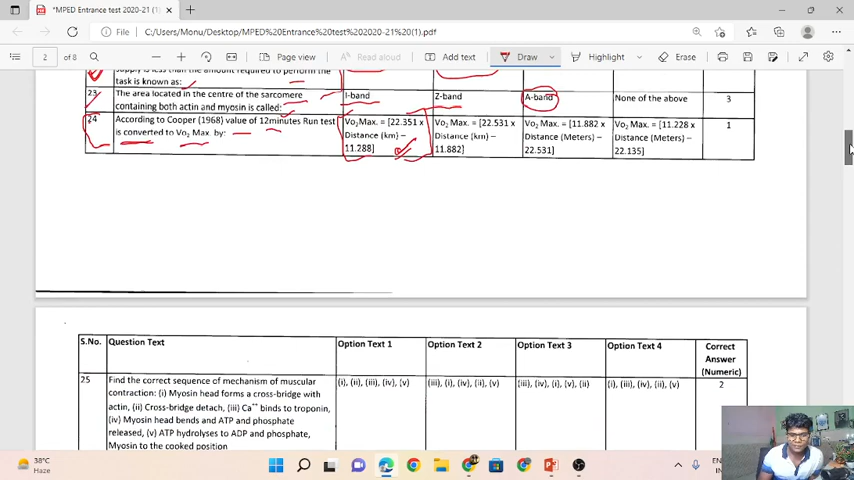 *MPED Entrance test 2020-21 (1).
File
C:/Users/Monu/Desktop/MPED%20Entrance%20test%202020-21%20(1).pdf
2 of 8
Page view
Read aloud
Add text
Draw
Highlight
Erase
supply is less than the amount required to perform the
task is known as:
23 The area located in the centre of the sarcomere I-band Z-band A-band None of the above 3
containing both actin and myosin is called:
24 According to Cooper (1968) value of 12minutes Run test Vo2 Max. = [22.351 x Vo2 Max. = [22.531 x Vo2 Max. = [11.882 x Vo2 Max. = [11.228 x 1
is converted to Vo2 Max. by: Distance (km) – Distance (km) – Distance (Meters) – Distance (Meters) –
11.288] 11.882] 22.531] 22.135]
S.No. Question Text Option Text 1 Option Text 2 Option Text 3 Option Text 4 Correct
Answer
(Numeric)
25 Find the correct sequence of mechanism of muscular (i), (ii), (iii), (iv), (v) (iii), (i), (iv), (ii), (v) (iii), (iv), (i), (v), (ii) (i), (iii), (iv), (ii), (v) 2
contraction: (i) Myosin head forms a cross-bridge with
actin, (ii) Cross-bridge detach, (iii) Ca++ binds to troponin,
(iv) Myosin head bends and ATP and phosphate
released, (v) ATP hydrolyses to ADP and phosphate,
Myosin to the cooked position
38°C
Haze